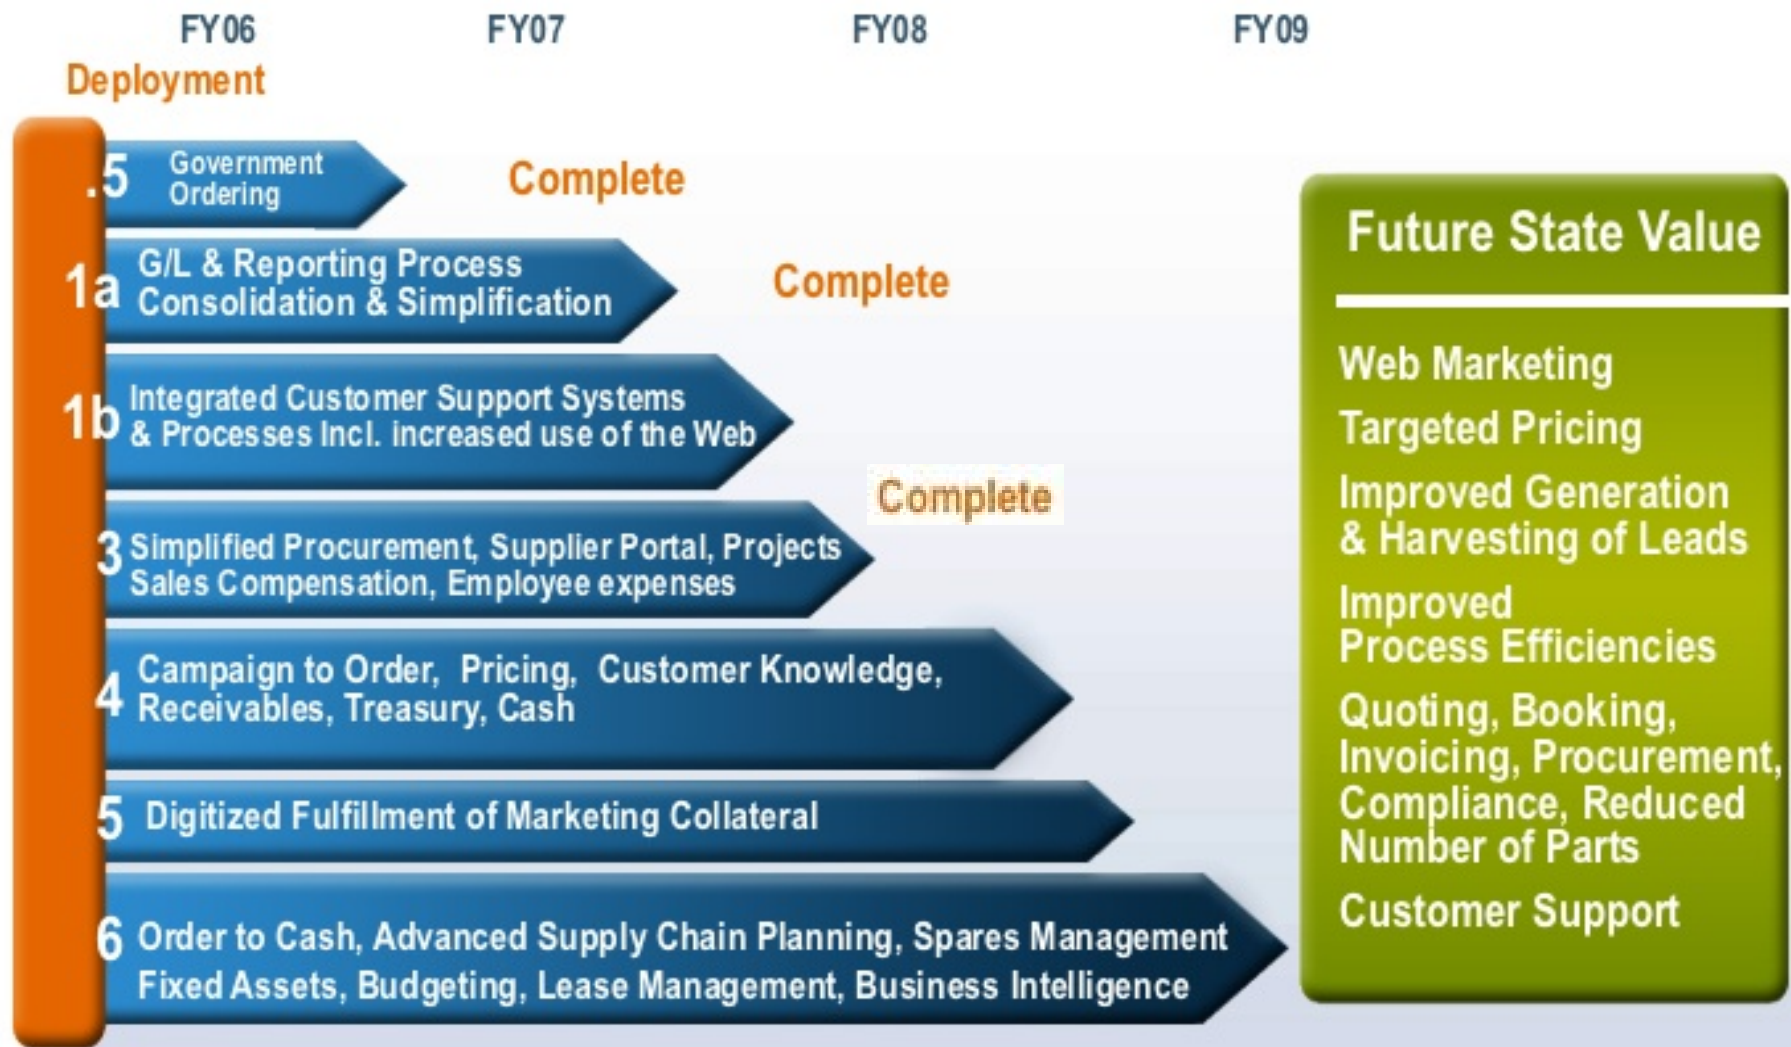 FY06 FY07 FY08 FY09
Deployment
.5 Government
Ordering
Complete
1a G/L & Reporting Process
Consolidation & Simplification
Complete
1b Integrated Customer Support Systems
& Processes Incl. increased use of the Web
Complete
3 Simplified Procurement, Supplier Portal, Projects
Sales Compensation, Employee expenses
4 Campaign to Order, Pricing, Customer Knowledge,
Receivables, Treasury, Cash
5 Digitized Fulfillment of Marketing Collateral
6 Order to Cash, Advanced Supply Chain Planning, Spares Management
Fixed Assets, Budgeting, Lease Management, Business Intelligence
Future State Value
Web Marketing
Targeted Pricing
Improved Generation
& Harvesting of Leads
Improved
Process Efficiencies
Quoting, Booking,
Invoicing, Procurement,
Compliance, Reduced
Number of Parts
Customer Support